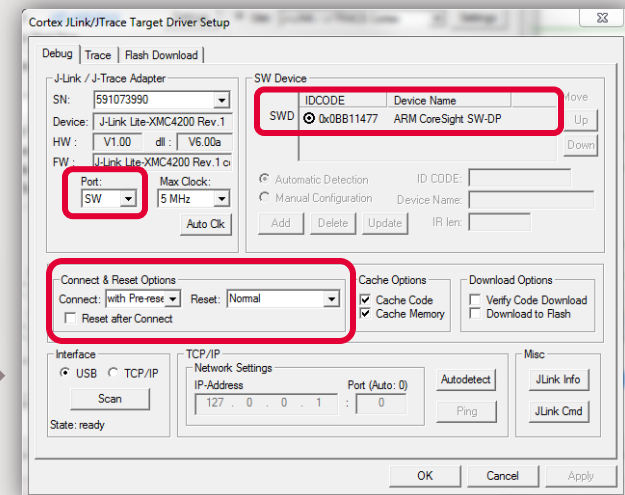 Cortex JLink/JTrace Target Driver Setup
Debug Trace Flash Download
J-Link / J-Trace Adapter
SN: 591073990
Device: J-Link Lite-XMC4200 Rev.1
HW : V1.00 dll : V6.00a
FW : J-Link Lite-XMC4200 Rev.1 co
Port: Max Clock:
SW 5 MHz
Auto Clk
SW Device
IDCODE Device Name
SWD 0x0BB11477 ARM CoreSight SW-DP
Move
Up
Down
Automatic Detection ID CODE:
Manual Configuration Device Name:
Add Delete Update IR len:
Connect & Reset Options
Connect: with Pre-rese Reset: Normal
Reset after Connect
Cache Options
Cache Code
Cache Memory
Download Options
Verify Code Download
Download to Flash
Interface
USB TCP/IP
Scan
State: ready
TCP/IP
Network Settings
IP-Address Port (Auto: 0)
127 . 0 . 0 . 1 : 0
Autodetect
Ping
Misc
JLink Info
JLink Cmd
OK Cancel Apply